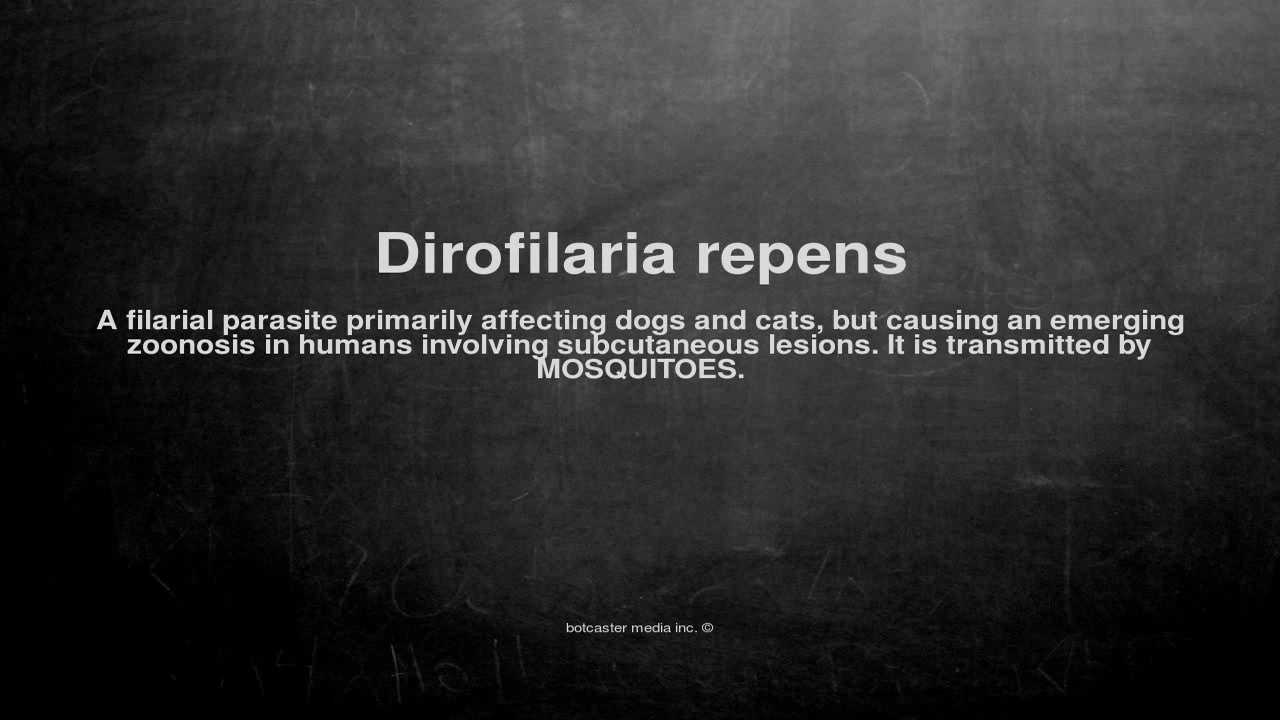 Dirofilaria repens
A filarial parasite primarily affecting dogs and cats, but causing an emerging
zoonosis in humans involving subcutaneous lesions. It is transmitted by
MOSQUITOES.
botcaster media inc. ©